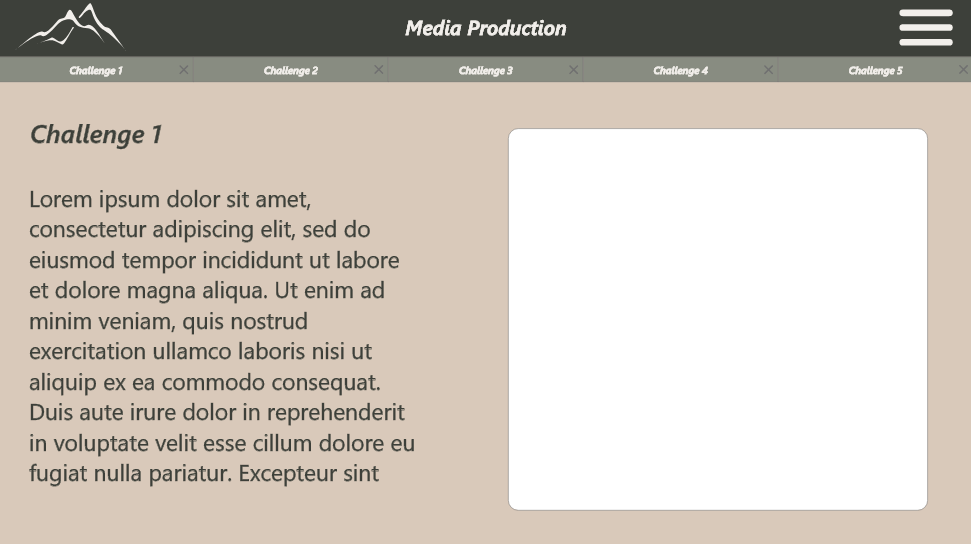 Media Production
Challenge 1
Challenge 2
Challenge 3
Challenge 4
Challenge 5
Challenge 1
Lorem ipsum dolor sit amet,
consectetur adipiscing elit, sed do
eiusmod tempor incididunt ut labore
et dolore magna aliqua. Ut enim ad
minim veniam, quis nostrud
exercitation ullamco laboris nisi ut
aliquip ex ea commodo consequat.
Duis aute irure dolor in reprehenderit
in voluptate velit esse cillum dolore eu
fugiat nulla pariatur. Excepteur sint